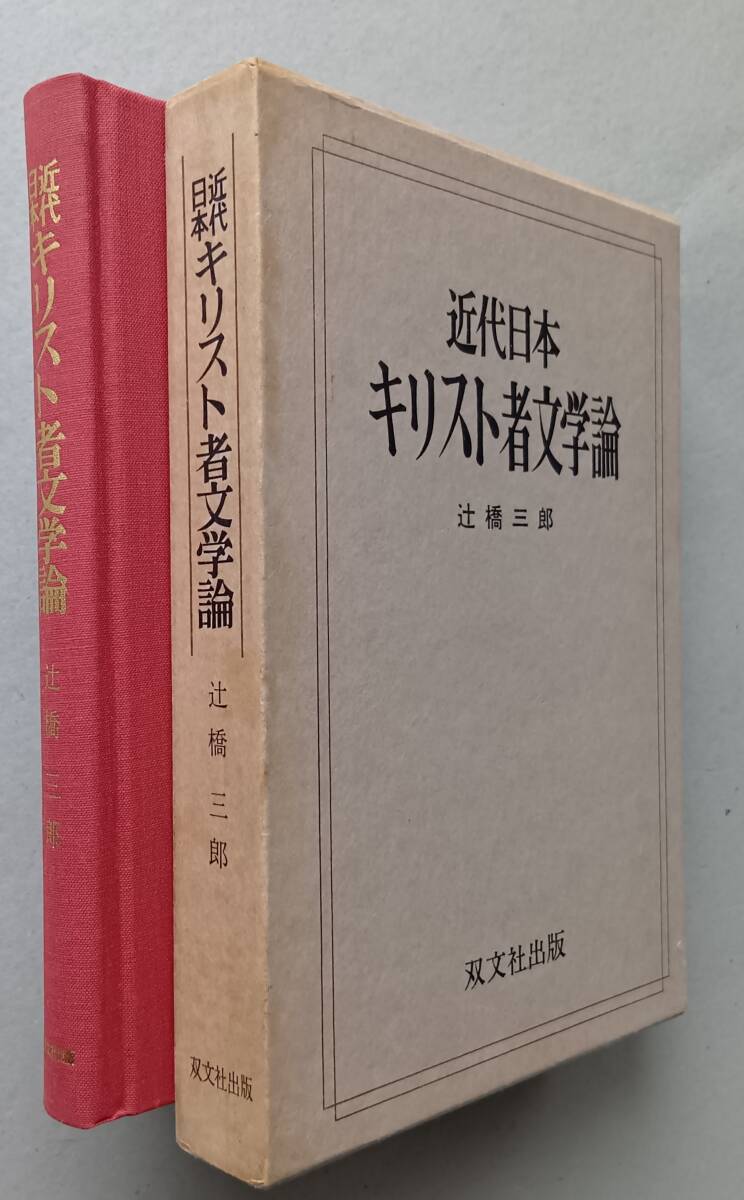 近代
日本
キリスト者文学論
辻橋三郎
近代
日本
キリスト者文学論
辻橋三郎
双文社出版
近代日本
キリスト者文学論
辻橋三郎
双文社出版